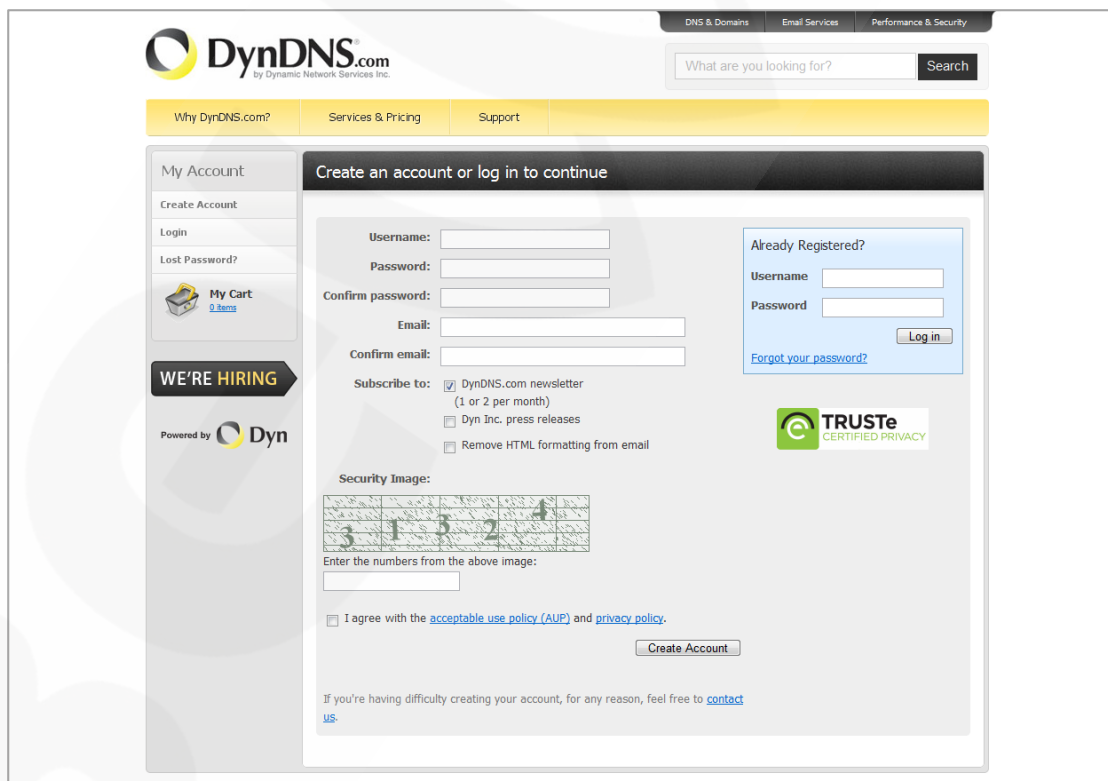 DNS & Domains Email Services Performance & Security
DynDNS.com
by Dynamic Network Services Inc.
What are you looking for? Search
Why DynDNS.com? Services & Pricing Support
My Account
Create Account
Login
Lost Password?
My Cart
0 items
WE'RE HIRING
Powered by Dyn
Create an account or log in to continue
Username:
Password:
Confirm password:
Email:
Confirm email:
Subscribe to: DynDNS.com newsletter
(1 or 2 per month)
Dyn Inc. press releases
Remove HTML formatting from email
Security Image:
3 1 3 2 4
Enter the numbers from the above image:
I agree with the acceptable use policy (AUP) and privacy policy.
Create Account
If you're having difficulty creating your account, for any reason, feel free to contact
us.
Already Registered?
Username
Password
Log in
Forgot your password?
TRUSTe
CERTIFIED PRIVACY